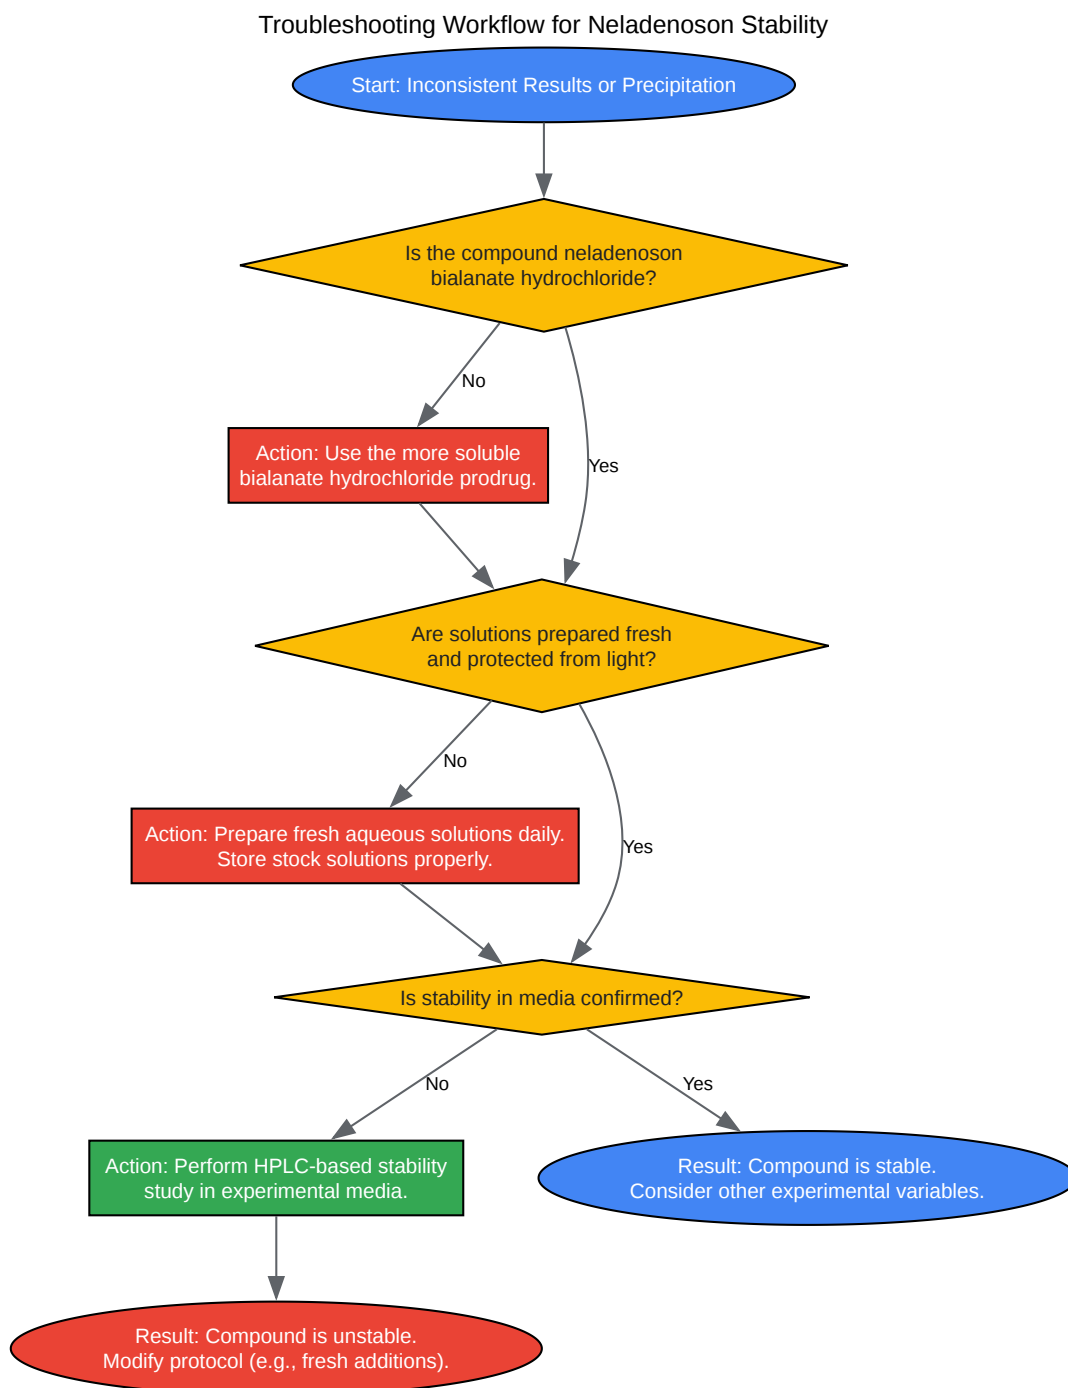 Troubleshooting Workflow for Neladenoson Stability
Start: Inconsistent Results or Precipitation
Is the compound neladenoson
bialanate hydrochloride?
No
Yes
Action: Use the more soluble
bialanate hydrochloride prodrug.
Are solutions prepared fresh
and protected from light?
No
Yes
Action: Prepare fresh aqueous solutions daily.
Store stock solutions properly.
Is stability in media confirmed?
No
Yes
Action: Perform HPLC-based stability
study in experimental media.
Result: Compound is stable.
Consider other experimental variables.
Result: Compound is unstable.
Modify protocol (e.g., fresh additions).